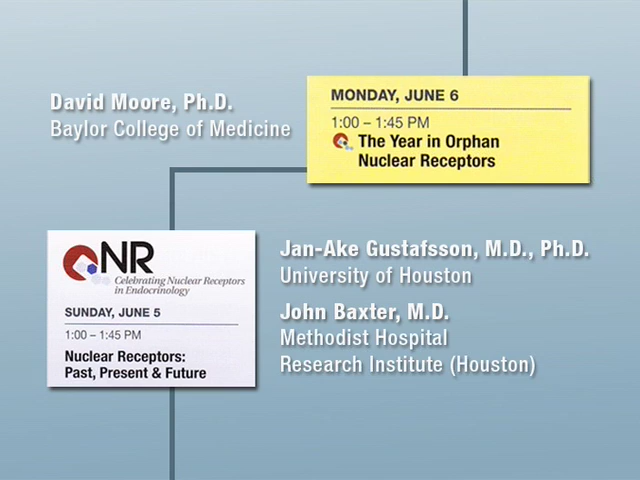 David Moore, Ph.D.
Baylor College of Medicine
MONDAY, JUNE 6
1:00 – 1:45 PM
The Year in Orphan
Nuclear Receptors
NR
Celebrating Nuclear Receptors
in Endocrinology
SUNDAY, JUNE 5
1:00 – 1:45 PM
Nuclear Receptors:
Past, Present & Future
Jan-Ake Gustafsson, M.D., Ph.D.
University of Houston
John Baxter, M.D.
Methodist Hospital
Research Institute (Houston)